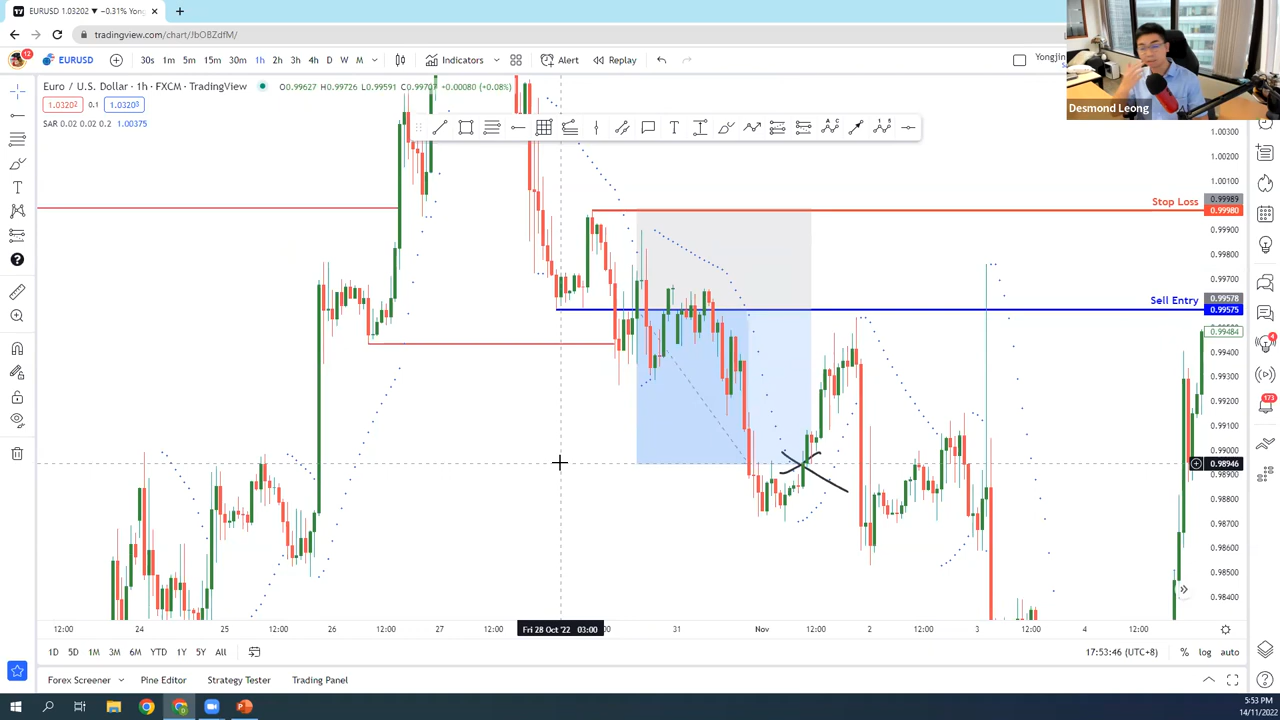 EURUSD 1.03202 ▼ −0.31% Yong
tradingview.com/chart/JbO8ZdfM/
12
EURUSD
30s 1m 5m 15m 30m 1h 2h 3h 4h D W M
Indicators
Alert
Replay
Yongjin
Desmond Leong
Euro / U.S. Dollar · 1h · FXCM · TradingView
O0.99627 H0.99726 L0.99591 C0.99707 +0.00080 (+0.08%)
1.03202
0.1
1.03205
SAR 0.02 0.02 0.2 1.00375
1.00300
1.00200
1.00100
Stop Loss
0.99989
0.99980
0.99900
0.99800
0.99700
Sell Entry
0.99578
0.99575
0.99484
0.99400
0.99300
0.99200
0.99100
0.99000
0.98946
0.98900
0.98800
0.98700
0.98600
0.98500
0.98400
4
173
12:00 24 25 12:00 26 12:00 27 12:00 Fri 28 Oct '22 03:00 31 Nov 12:00 2 12:00 3 12:00 4 12:00
1D 5D 1M 3M 6M YTD 1Y 5Y All
17:53:46 (UTC+8)
% log auto
Forex Screener Pine Editor Strategy Tester Trading Panel
5:53 PM
14/11/2022